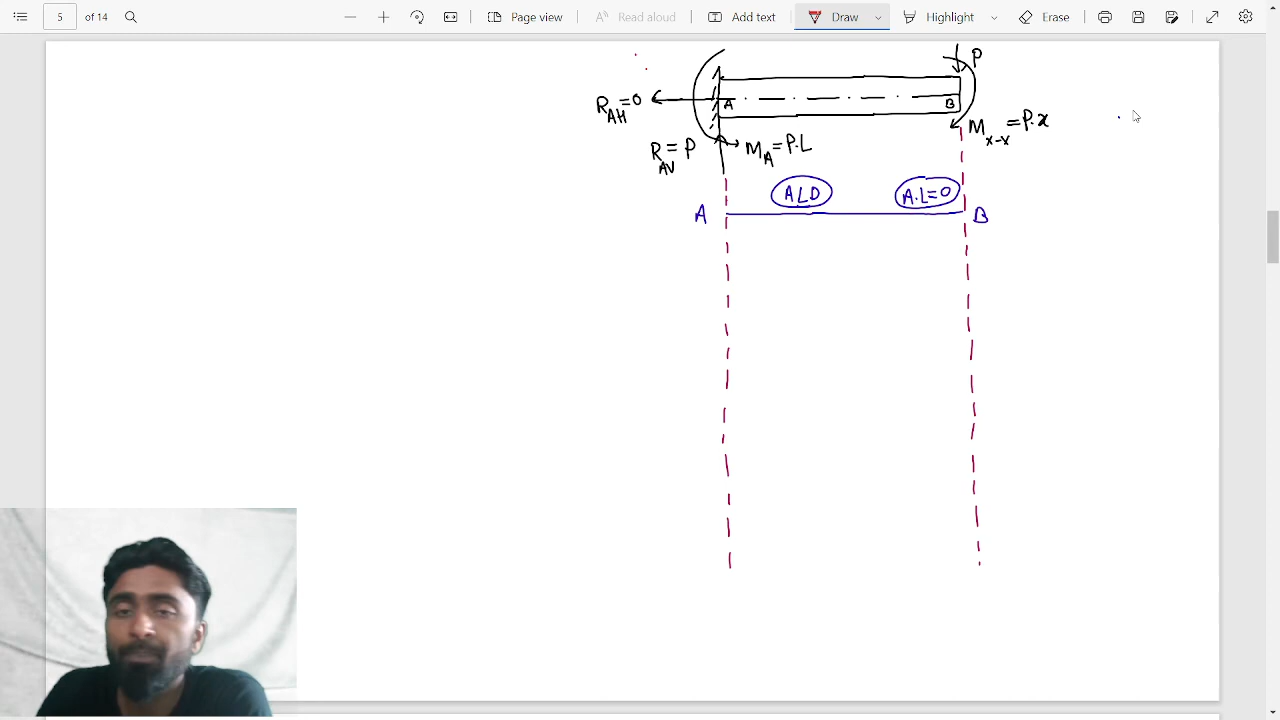 5 of 14 Page view Read aloud Add text Draw Highlight Erase
P
R_AH=0 A B
M_x-x=P.x
R_AV=P M_A=P.L
ALD A.L=0
A B